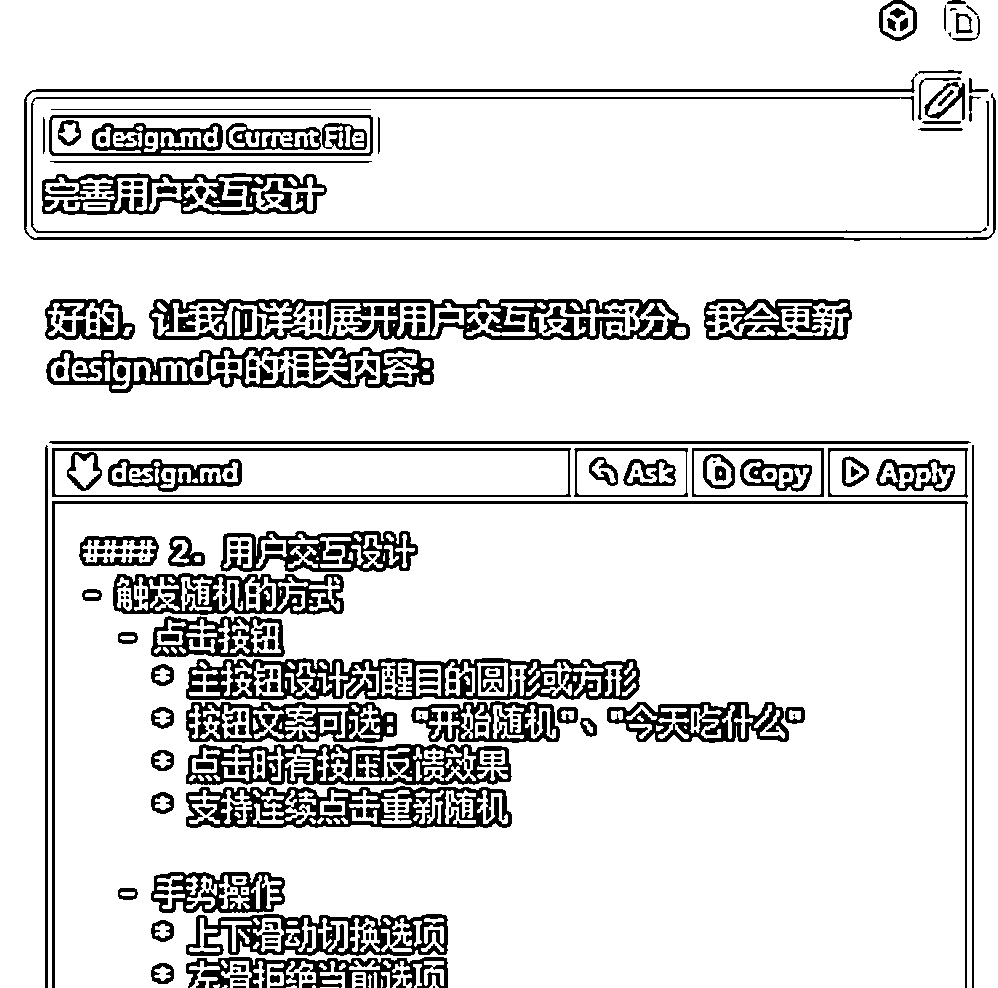 design.md Current File
完善用户交互设计
好的，让我们详细展开用户交互设计部分。我会更新
design.md中的相关内容：
design.md Ask Copy Apply
#### 2. 用户交互设计
- 触发随机的方式
- 点击按钮
* 主按钮设计为醒目的圆形或方形
* 按钮文案可选："开始随机"、"今天吃什么"
* 点击时有按压反馈效果
* 支持连续点击重新随机
- 手势操作
* 上下滑动切换选项
* 左滑拒绝当前选项